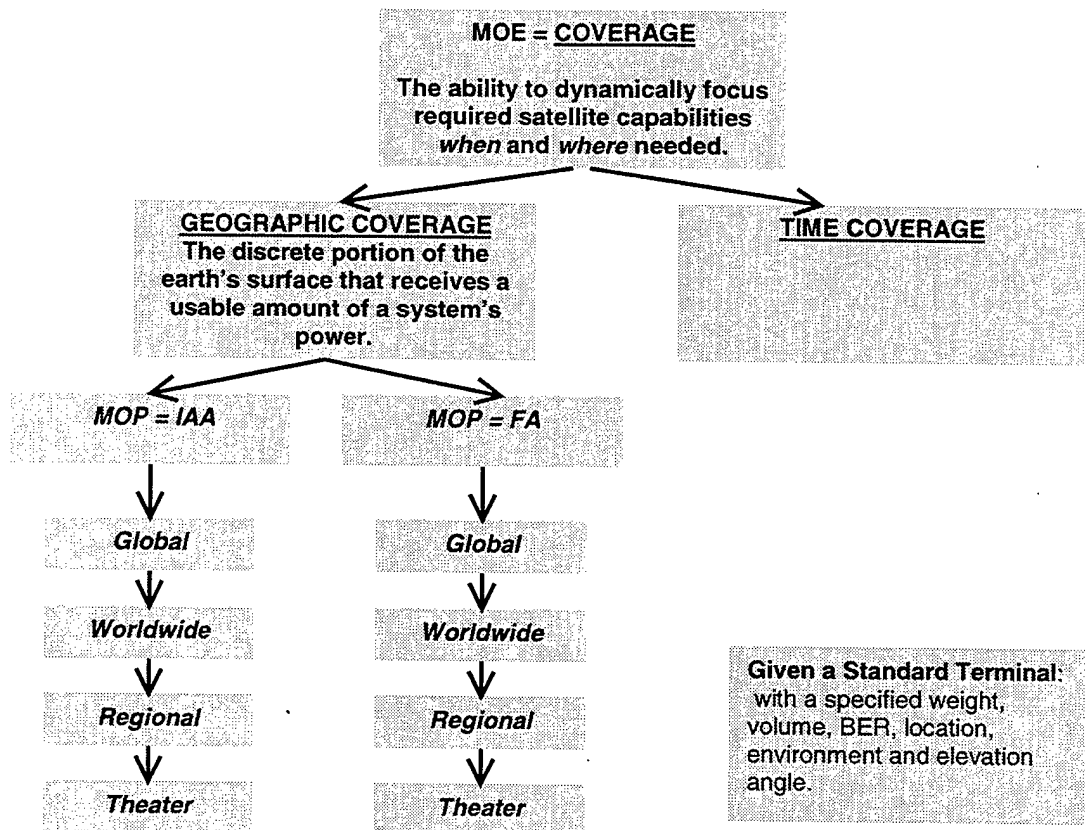 MOE = COVERAGE
The ability to dynamically focus
required satellite capabilities
when and where needed.
GEOGRAPHIC COVERAGE
The discrete portion of the
earth's surface that receives a
usable amount of a system's
power.
TIME COVERAGE
MOP = IAA
MOP = FA
Global
Global
Worldwide
Worldwide
Regional
Regional
Theater
Theater
Given a Standard Terminal:
with a specified weight,
volume, BER, location,
environment and elevation
angle.